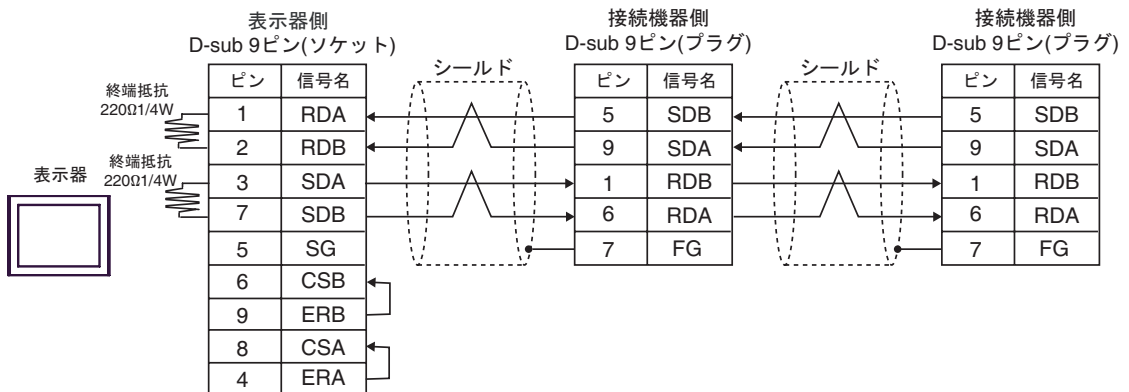 表示器側
D-sub 9ピン(ソケット)
接続機器側
D-sub 9ピン(プラグ)
接続機器側
D-sub 9ピン(プラグ)
終端抵抗
220Ω1/4W
終端抵抗
220Ω1/4W
表示器
ピン 信号名
1 RDA
2 RDB
3 SDA
7 SDB
5 SG
6 CSB
9 ERB
8 CSA
4 ERA
シールド
ピン 信号名
5 SDB
9 SDA
1 RDB
6 RDA
7 FG
シールド
ピン 信号名
5 SDB
9 SDA
1 RDB
6 RDA
7 FG